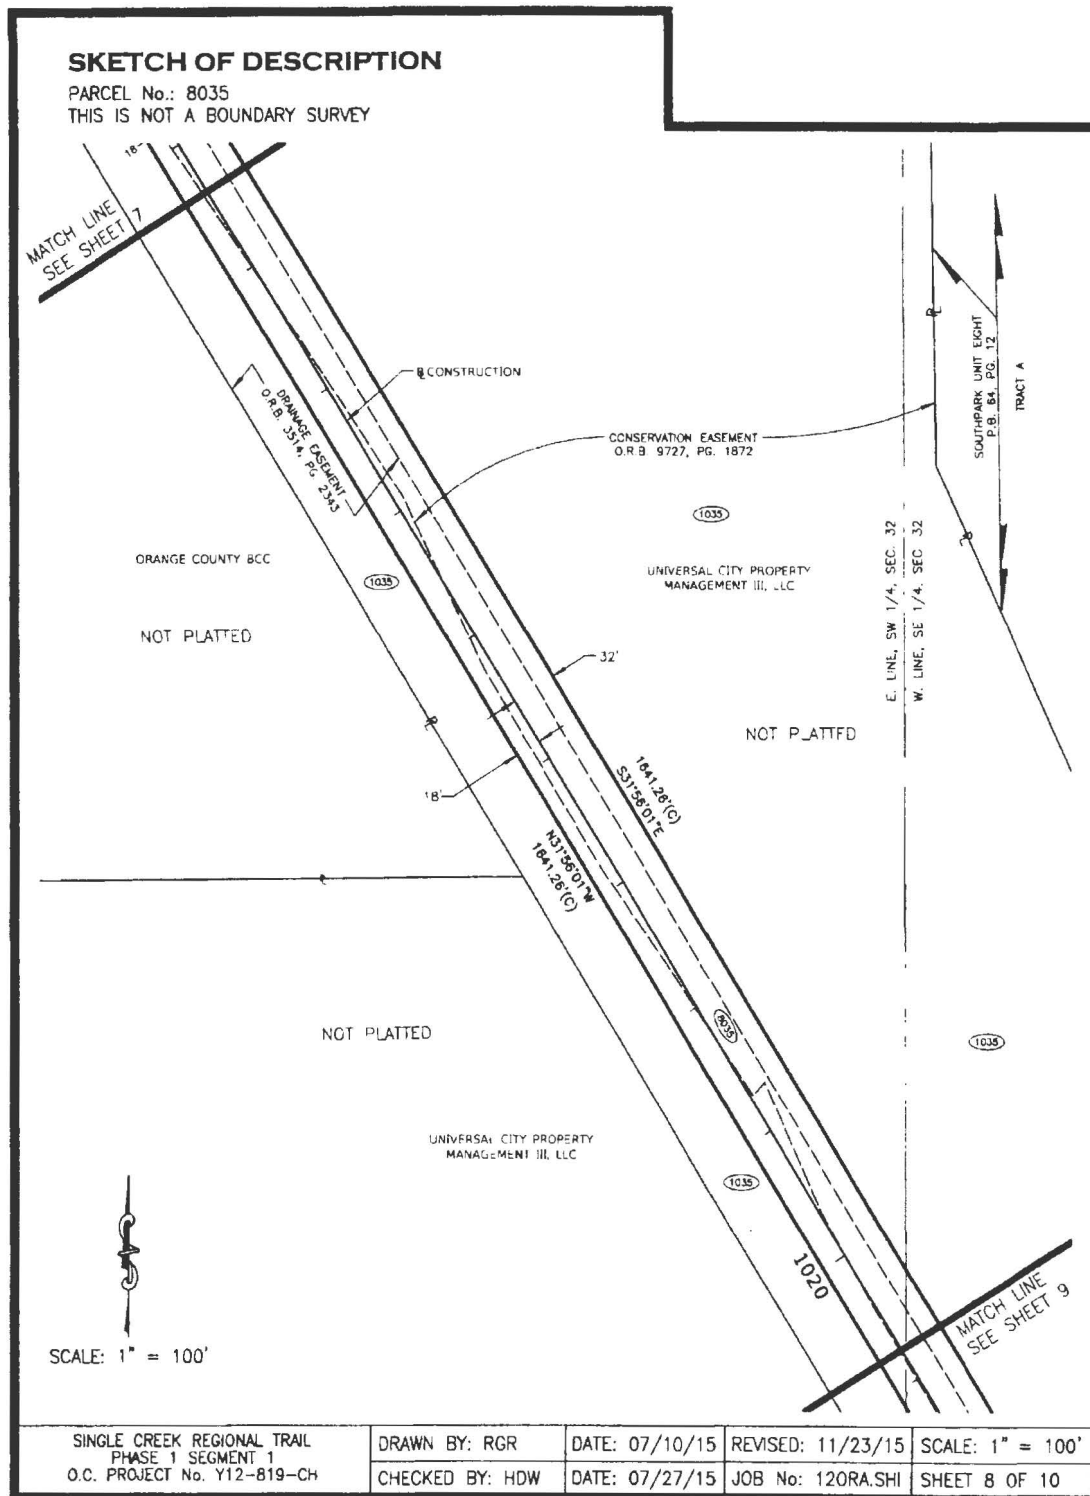 SKETCH OF DESCRIPTION
PARCEL No.: 8035
THIS IS NOT A BOUNDARY SURVEY
18'
MATCH LINE
SEE SHEET 7
℄ CONSTRUCTION
DRAINAGE EASEMENT
O.R.B. 3514, PG. 2343
CONSERVATION EASEMENT
O.R.B. 9727, PG. 1872
SOUTHPARK UNIT EIGHT
P.B. 64, PG. 12
TRACT A
1035
ORANGE COUNTY BCC
1035
UNIVERSAL CITY PROPERTY
MANAGEMENT III, LLC
E. LINE, SW 1/4, SEC. 32
W. LINE, SE 1/4, SEC. 32
NOT PLATTED
32'
NOT PLATTED
18'
1641.26'(C)
S31°56'01"E
N31°56'01"W
1641.26'(C)
8035
1035
NOT PLATTED
UNIVERSAL CITY PROPERTY
MANAGEMENT III, LLC
1035
1020
MATCH LINE
SEE SHEET 9
SCALE: 1" = 100'
SINGLE CREEK REGIONAL TRAIL
PHASE 1 SEGMENT 1
O.C. PROJECT No. Y12-819-CH
DRAWN BY: RGR
DATE: 07/10/15
REVISED: 11/23/15
SCALE: 1" = 100'
CHECKED BY: HDW
DATE: 07/27/15
JOB No: 120RA.SHI
SHEET 8 OF 10